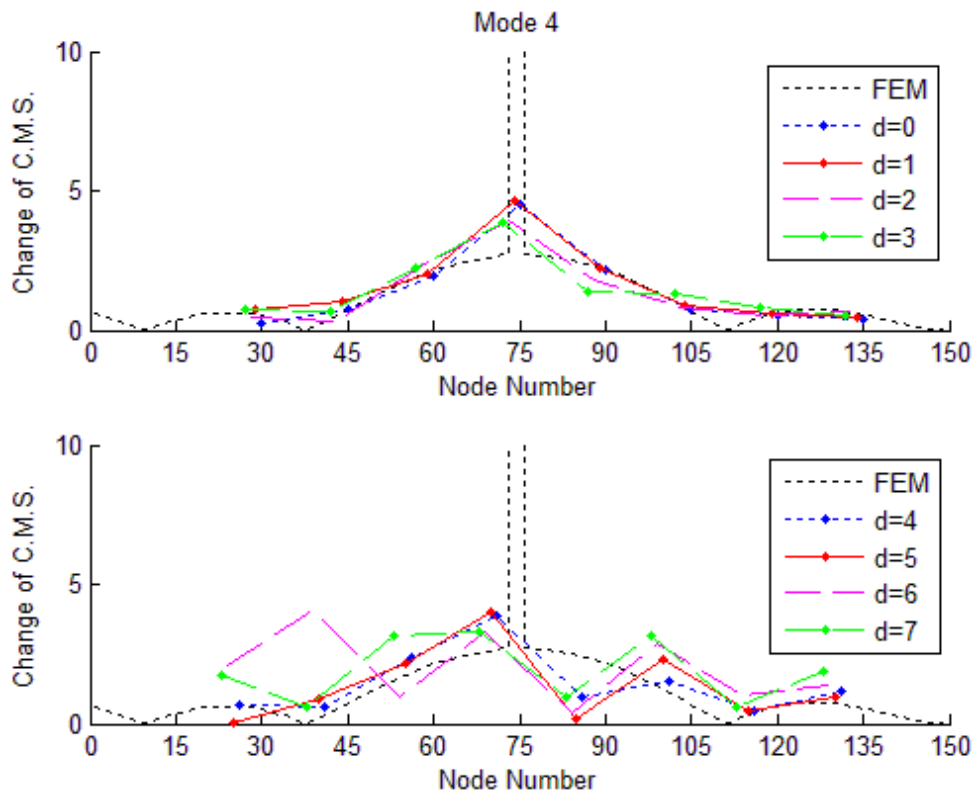 Mode 4
10
5
0
Change of C.M.S.
FEM
d=0
d=1
d=2
d=3
0 15 30 45 60 75 90 105 120 135 150
Node Number
10
5
0
Change of C.M.S.
FEM
d=4
d=5
d=6
d=7
0 15 30 45 60 75 90 105 120 135 150
Node Number